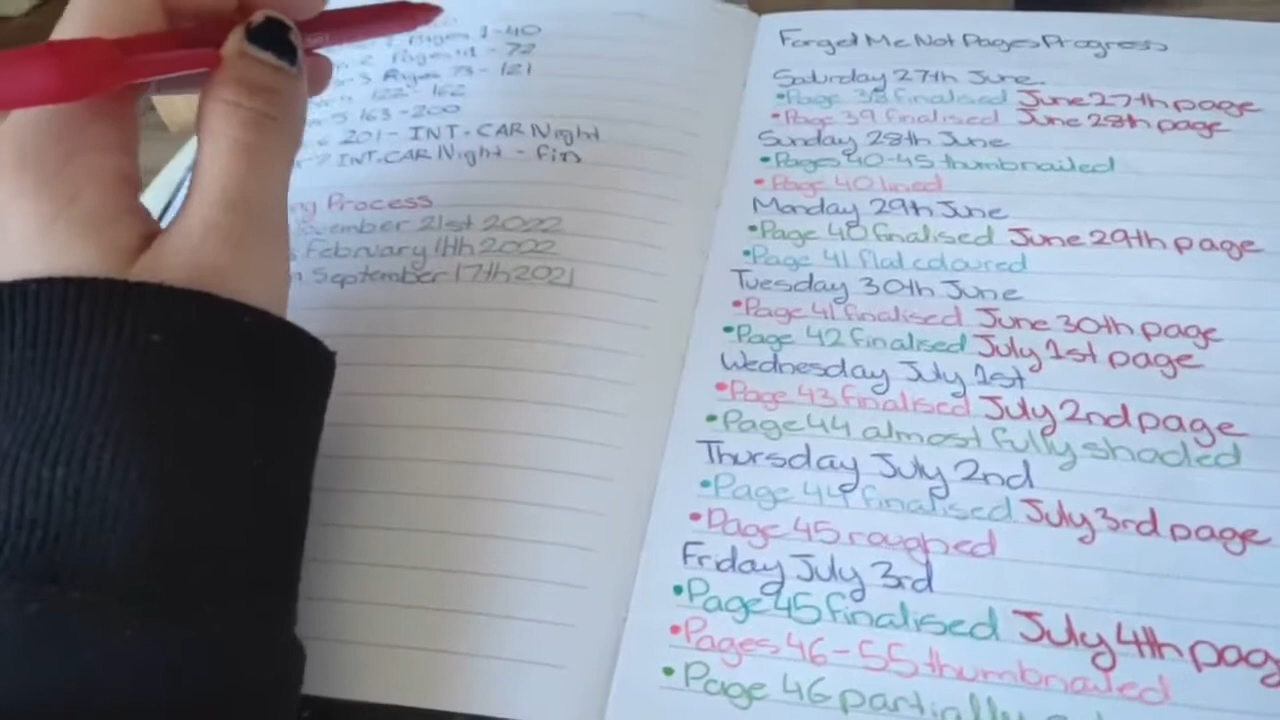 Pages 1-40
2 Pages 41-72
3 Pages 73-121
122-162
163-200
201- INT.CAR Night
INT.CAR Night - fin
Process
November 21st 2022
February 11th 2022
September 17th 2021
Forget Me Not Pages Progress
Saturday 27th June
•Page 38 finalised June 27th page
•Page 39 finalised June 28th page
Sunday 28th June
•Pages 40-45 thumbnailed
•Page 40 lined
Monday 29th June
•Page 40 finalised June 29th page
•Page 41 flat coloured
Tuesday 30th June
•Page 41 finalised June 30th page
•Page 42 finalised July 1st page
Wednesday July 1st
•Page 43 finalised July 2nd page
•Page 44 almost fully shaded
Thursday July 2nd
•Page 44 finalised July 3rd page
•Page 45 roughed
Friday July 3rd
•Page 45 finalised July 4th pag
•Pages 46-55 thumbnailed
•Page 46 partially